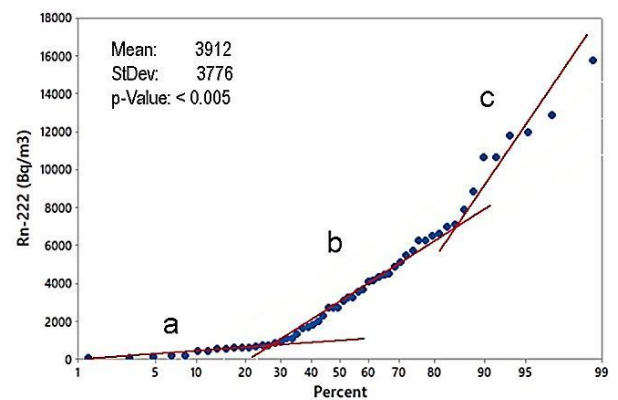 18000
16000
14000
12000
10000
8000
6000
4000
2000
0
Rn-222 (Bq/m3)
Mean: 3912
StDev: 3776
p-Value: < 0.005
a
b
c
1 5 10 20 30 40 50 60 70 80 90 95 99
Percent